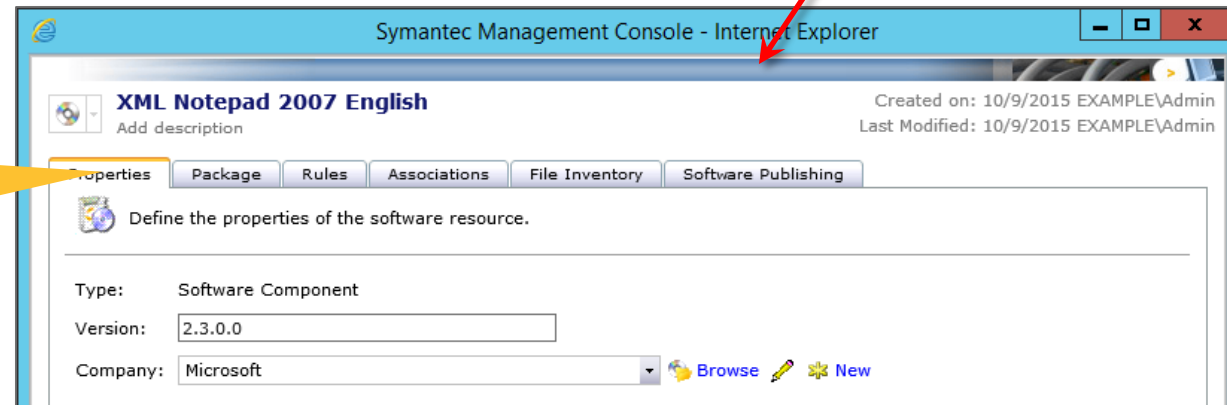 Symantec Management Console - Internet Explorer
XML Notepad 2007 English
Add description
Created on: 10/9/2015 EXAMPLE\Admin
Last Modified: 10/9/2015 EXAMPLE\Admin
Properties Package Rules Associations File Inventory Software Publishing
Define the properties of the software resource.
Type: Software Component
Version: 2.3.0.0
Company: Microsoft Browse New